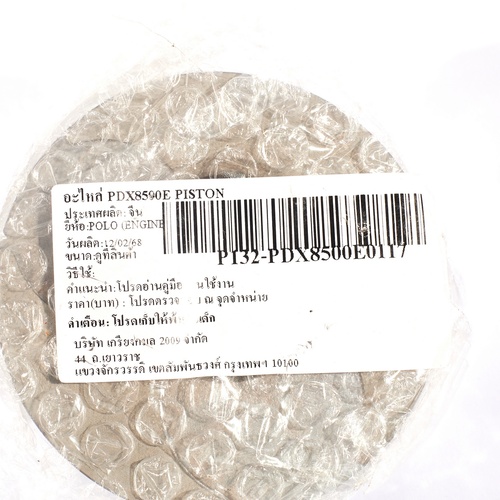 อะไหล่ PDX8590E PISTON
ประเทศผลิต: จีน
ยี่ห้อ:POLO (ENGINE
วันผลิต:12/02/68
ขนาด:ดูที่สินค้า
P132-PDX8500E0117
วิธีใช้:
คำแนะนำ: โปรดอ่านคู่มือ นใช้งาน
ราคา(บาท) : โปรดตรวจ ณ จุดจำหน่าย
คำเตือน: โปรดเก็บให้พ้น เด็ก
บริษัท เกรียงกมล 2009 จำกัด
44 ถ.เยาวราช
แขวงจักรวรรดิ เขตสัมพันธวงศ์ กรุงเทพฯ 10100